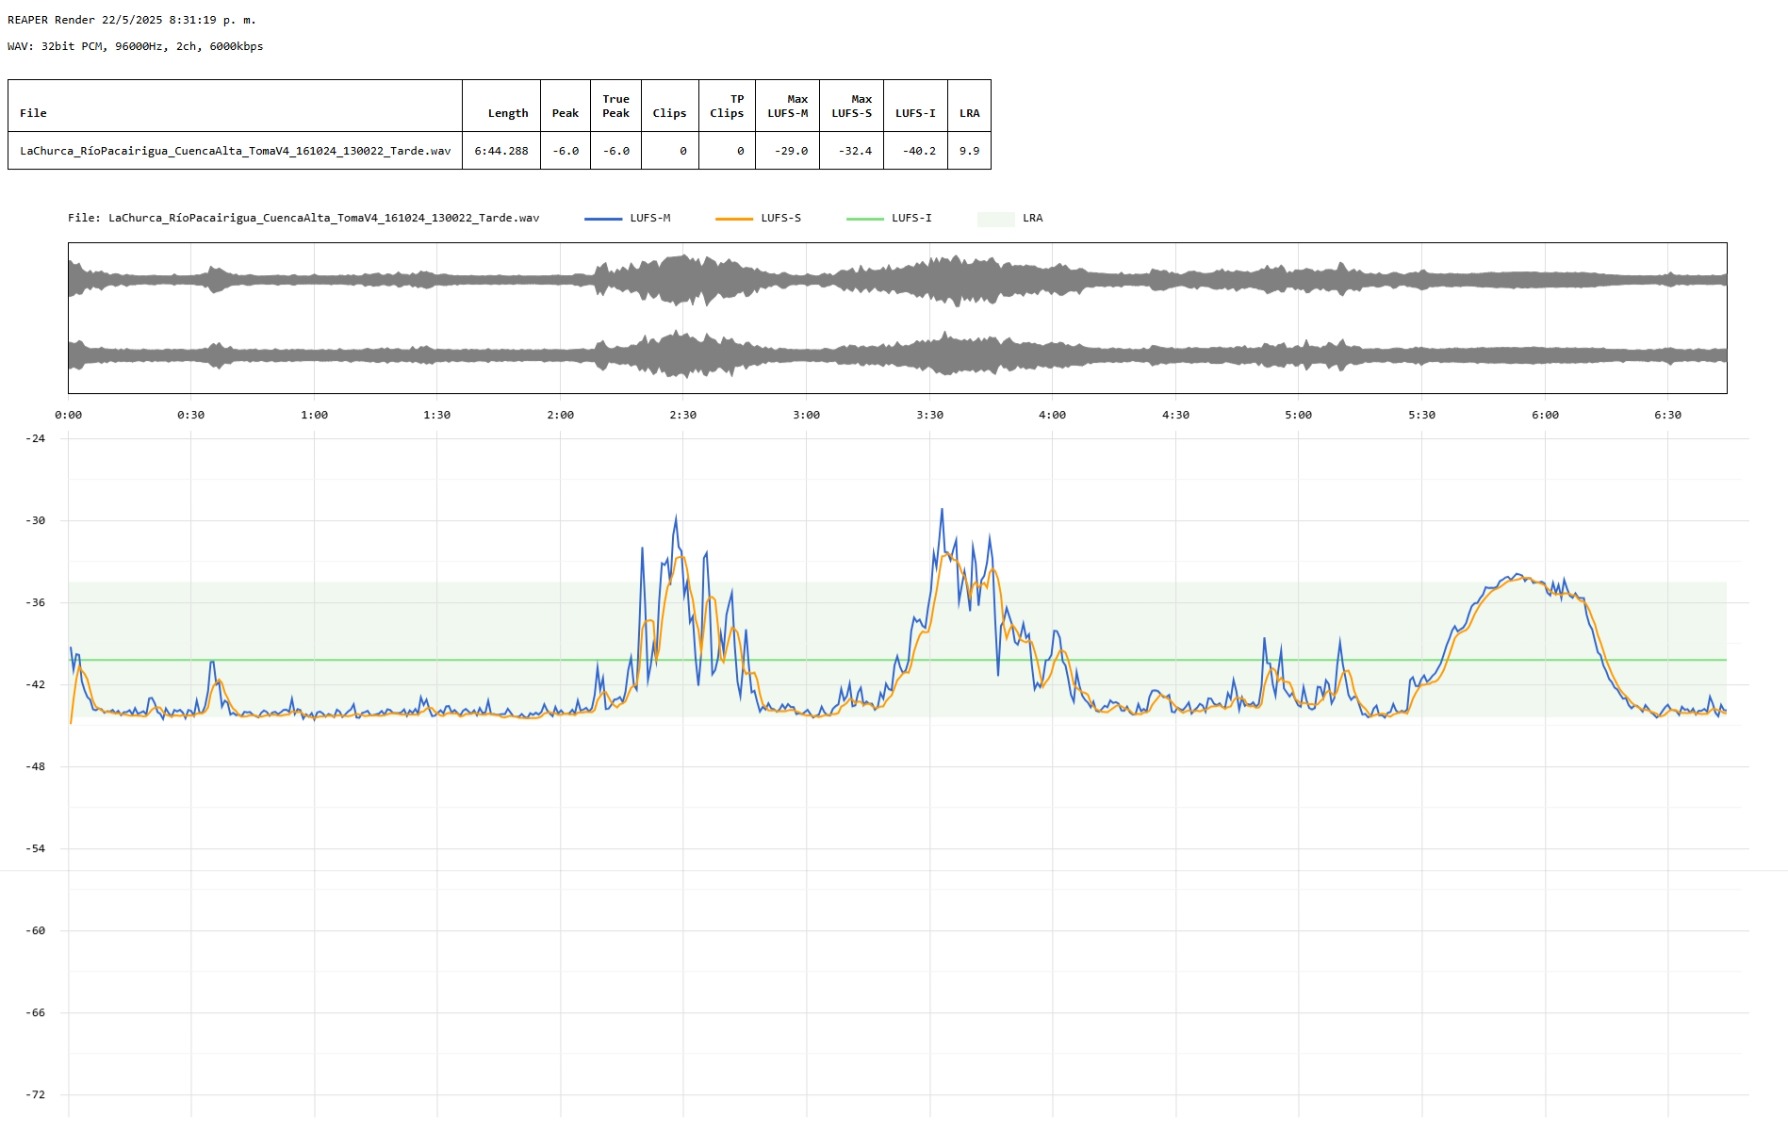 REAPER Render 22/5/2025 8:31:19 p. m.
WAV: 32bit PCM, 96000Hz, 2ch, 6000kbps
File Length Peak True Peak Clips TP Clips Max LUFS-M Max LUFS-S LUFS-I LRA
LaChurca_RíoPacairigua_CuencaAlta_TomaV4_161024_130022_Tarde.wav 6:44.288 -6.0 -6.0 0 0 -29.0 -32.4 -40.2 9.9
File: LaChurca_RíoPacairigua_CuencaAlta_TomaV4_161024_130022_Tarde.wav LUFS-M LUFS-S LUFS-I LRA
0:00 0:30 1:00 1:30 2:00 2:30 3:00 3:30 4:00 4:30 5:00 5:30 6:00 6:30
-24
-30
-36
-42
-48
-54
-60
-66
-72